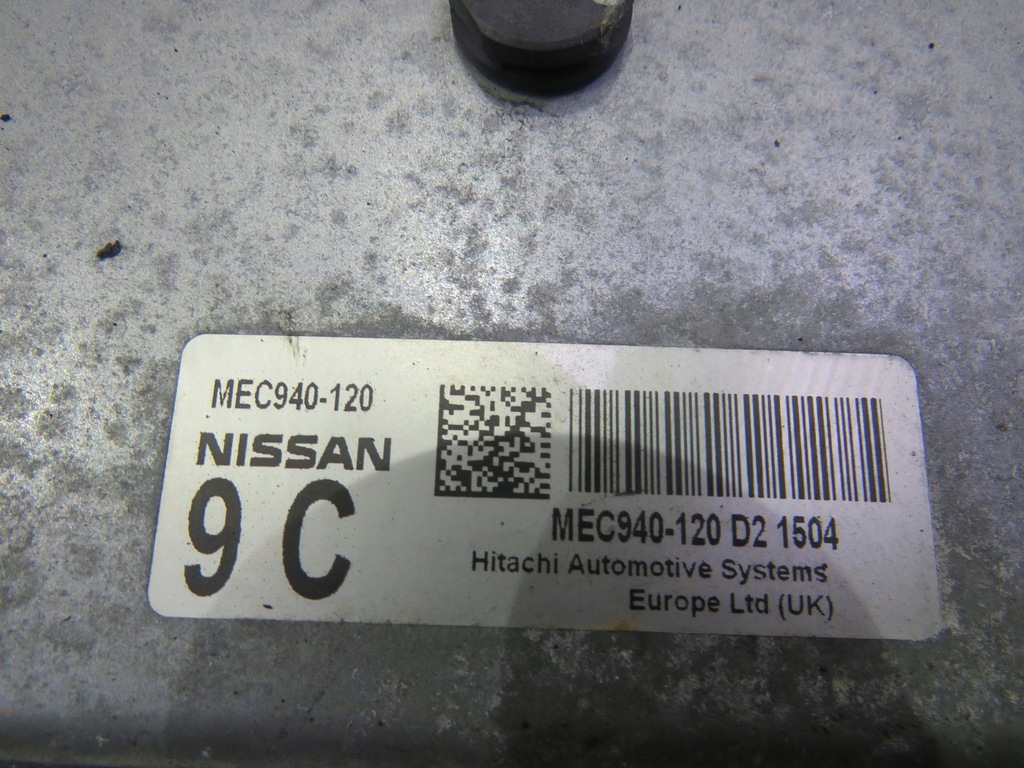 MEC940-120
NISSAN
9 C
MEC940-120 D2 1504
Hitachi Automotive Systems
Europe Ltd (UK)